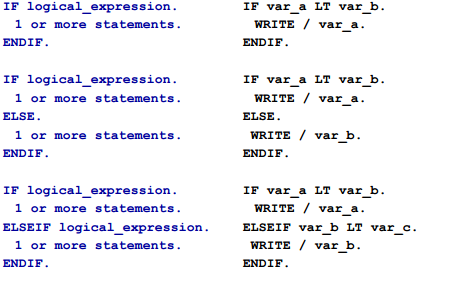 IF logical_expression. IF var_a LT var_b.
1 or more statements. WRITE / var_a.
ENDIF. ENDIF.
IF logical_expression. IF var_a LT var_b.
1 or more statements. WRITE / var_a.
ELSE. ELSE.
1 or more statements. WRITE / var_b.
ENDIF. ENDIF.
IF logical_expression. IF var_a LT var_b.
1 or more statements. WRITE / var_a.
ELSEIF logical_expression. ELSEIF var_b LT var_c.
1 or more statements. WRITE / var_b.
ENDIF. ENDIF.